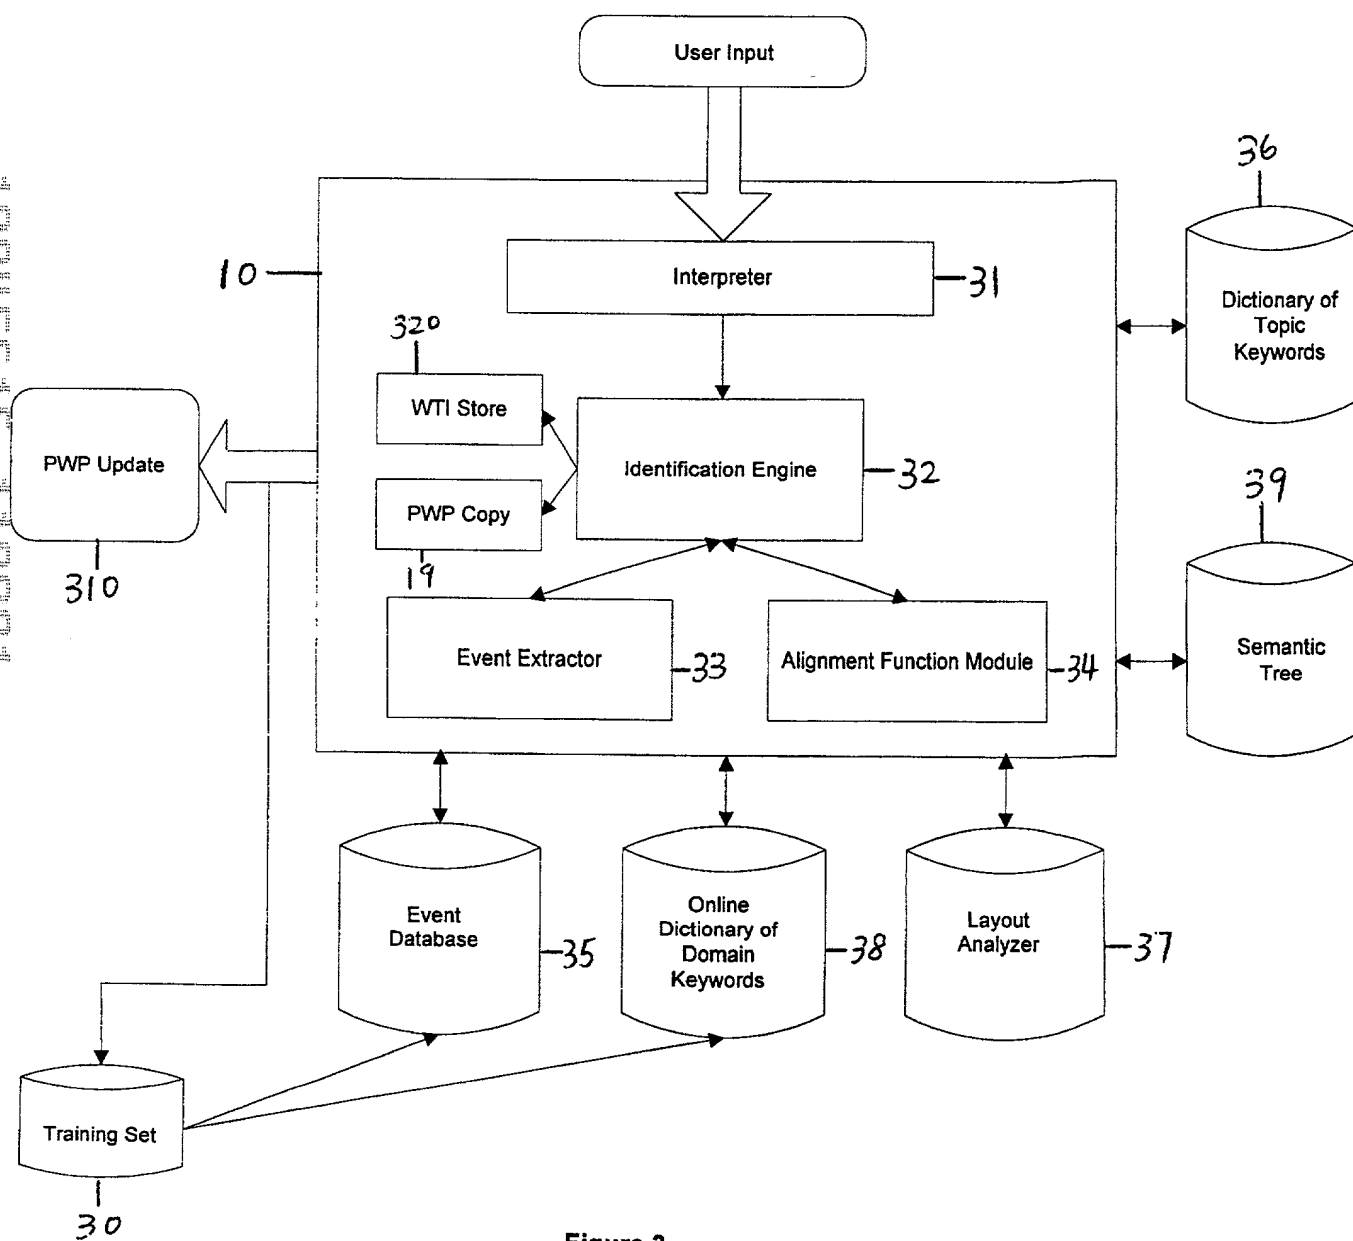 User Input
36
10
Interpreter
31
Dictionary of
Topic
Keywords
320
WTI Store
PWP Update
Identification Engine
32
PWP Copy
39
310
19
Event Extractor
33
Alignment Function Module
34
Semantic
Tree
Event
Database
35
Online
Dictionary of
Domain
Keywords
38
Layout
Analyzer
37
Training Set
30